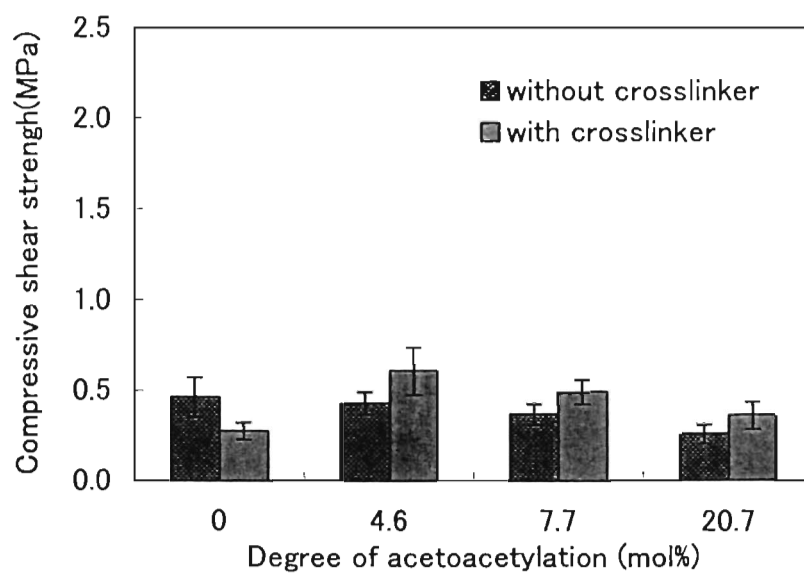 2.5
2.0
1.5
1.0
0.5
0.0
Compressive shear strengh(MPa)
without crosslinker
with crosslinker
0 4.6 7.7 20.7
Degree of acetoacetylation (mol%)